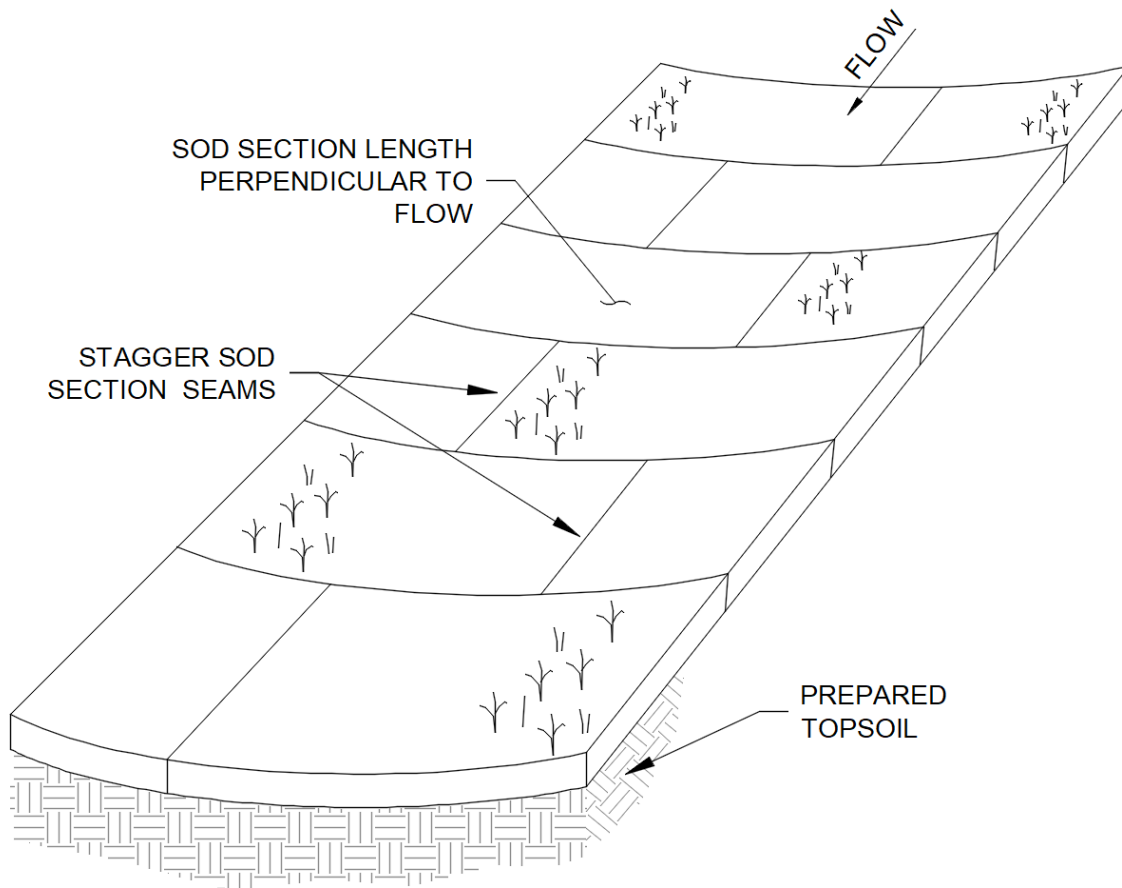 FLOW
SOD SECTION LENGTH
PERPENDICULAR TO
FLOW
STAGGER SOD
SECTION SEAMS
PREPARED
TOPSOIL